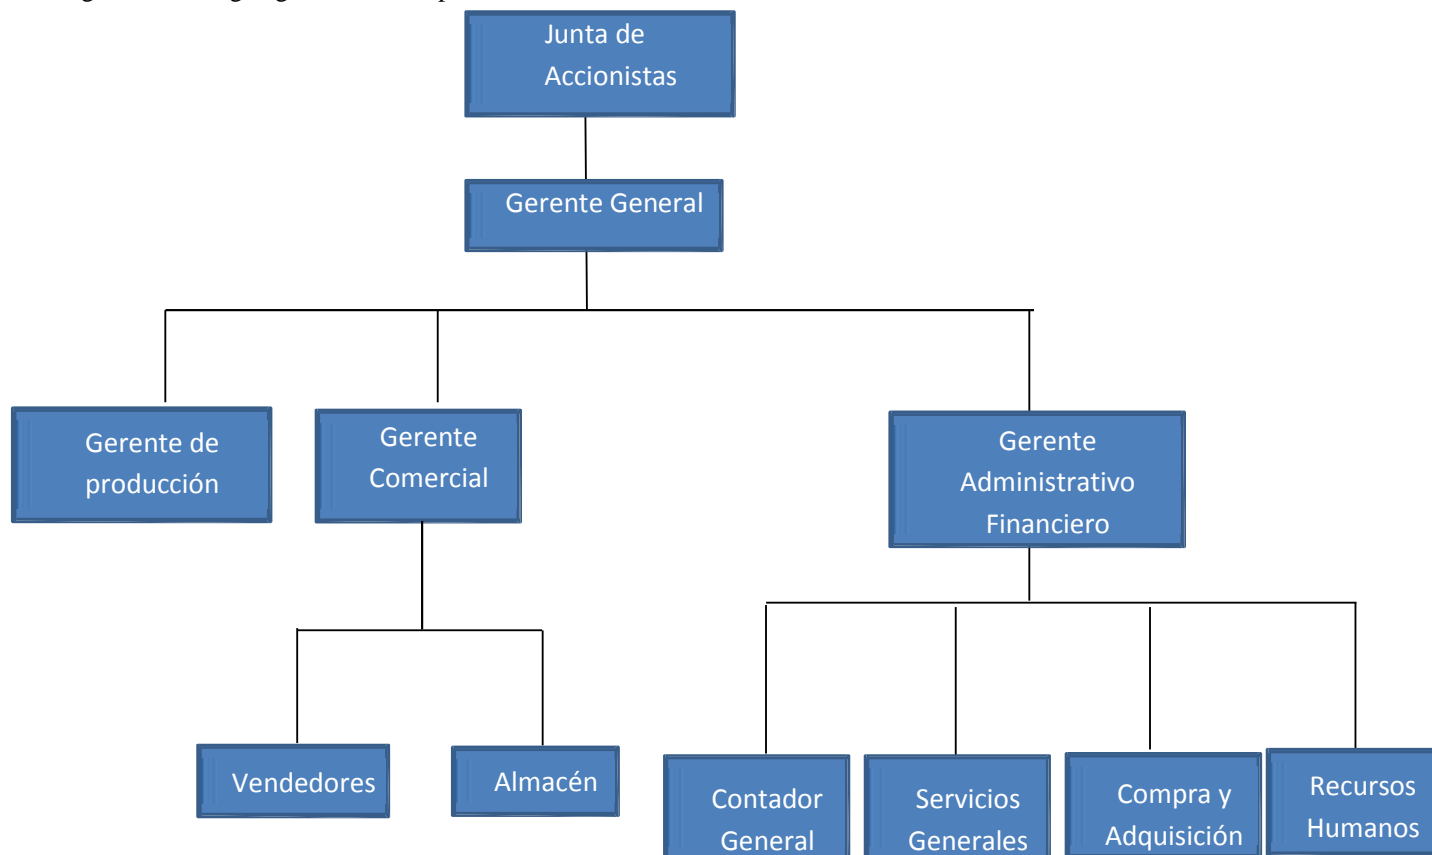 Junta de
Accionistas
Gerente General
Gerente de
producción
Gerente
Comercial
Gerente
Administrativo
Financiero
Vendedores
Almacén
Contador
General
Servicios
Generales
Compra y
Adquisición
Recursos
Humanos